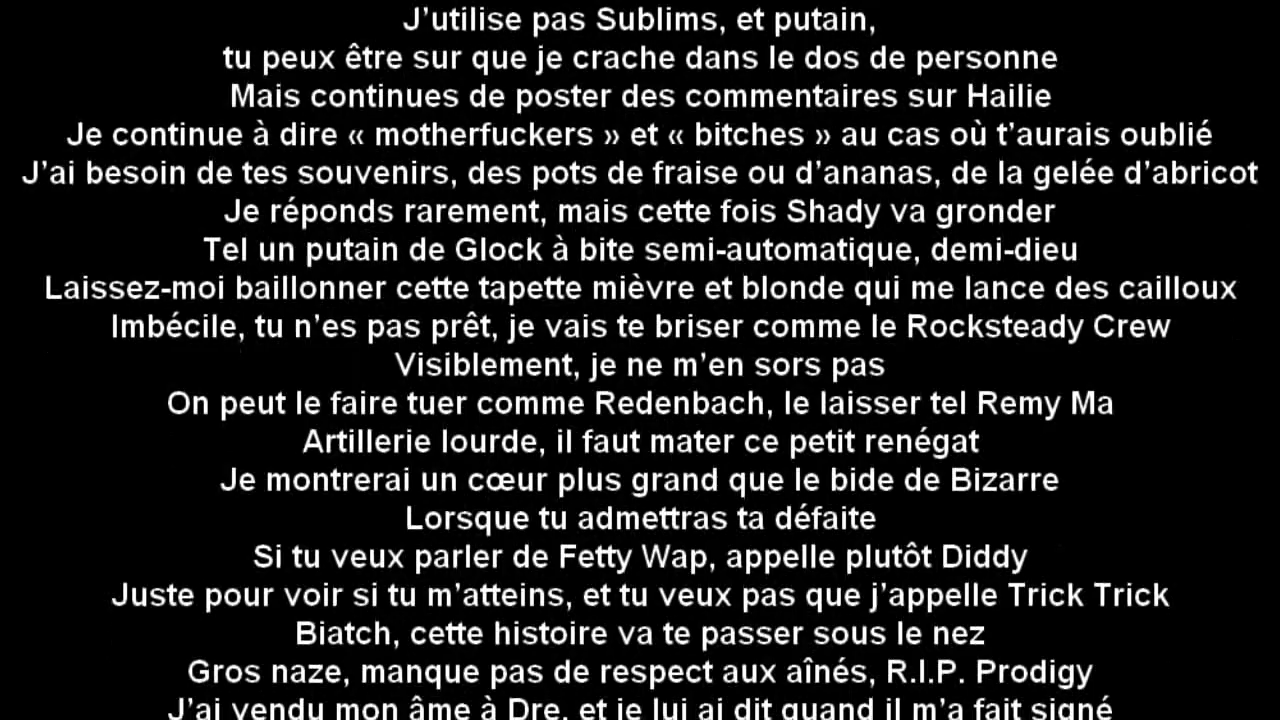 J’utilise pas Sublims, et putain,
tu peux être sur que je crache dans le dos de personne
Mais continues de poster des commentaires sur Hailie
Je continue à dire « motherfuckers » et « bitches » au cas où t’aurais oublié
J’ai besoin de tes souvenirs, des pots de fraise ou d’ananas, de la gelée d’abricot
Je réponds rarement, mais cette fois Shady va gronder
Tel un putain de Glock à bite semi-automatique, demi-dieu
Laissez-moi baillonner cette tapette mièvre et blonde qui me lance des cailloux
Imbécile, tu n’es pas prêt, je vais te briser comme le Rocksteady Crew
Visiblement, je ne m’en sors pas
On peut le faire tuer comme Redenbach, le laisser tel Remy Ma
Artillerie lourde, il faut mater ce petit renégat
Je montrerai un cœur plus grand que le bide de Bizarre
Lorsque tu admettras ta défaite
Si tu veux parler de Fetty Wap, appelle plutôt Diddy
Juste pour voir si tu m’atteins, et tu veux pas que j’appelle Trick Trick
Biatch, cette histoire va te passer sous le nez
Gros naze, manque pas de respect aux aînés, R.I.P. Prodigy
J’ai vendu mon âme à Dre, et je lui ai dit quand il m’a fait signé